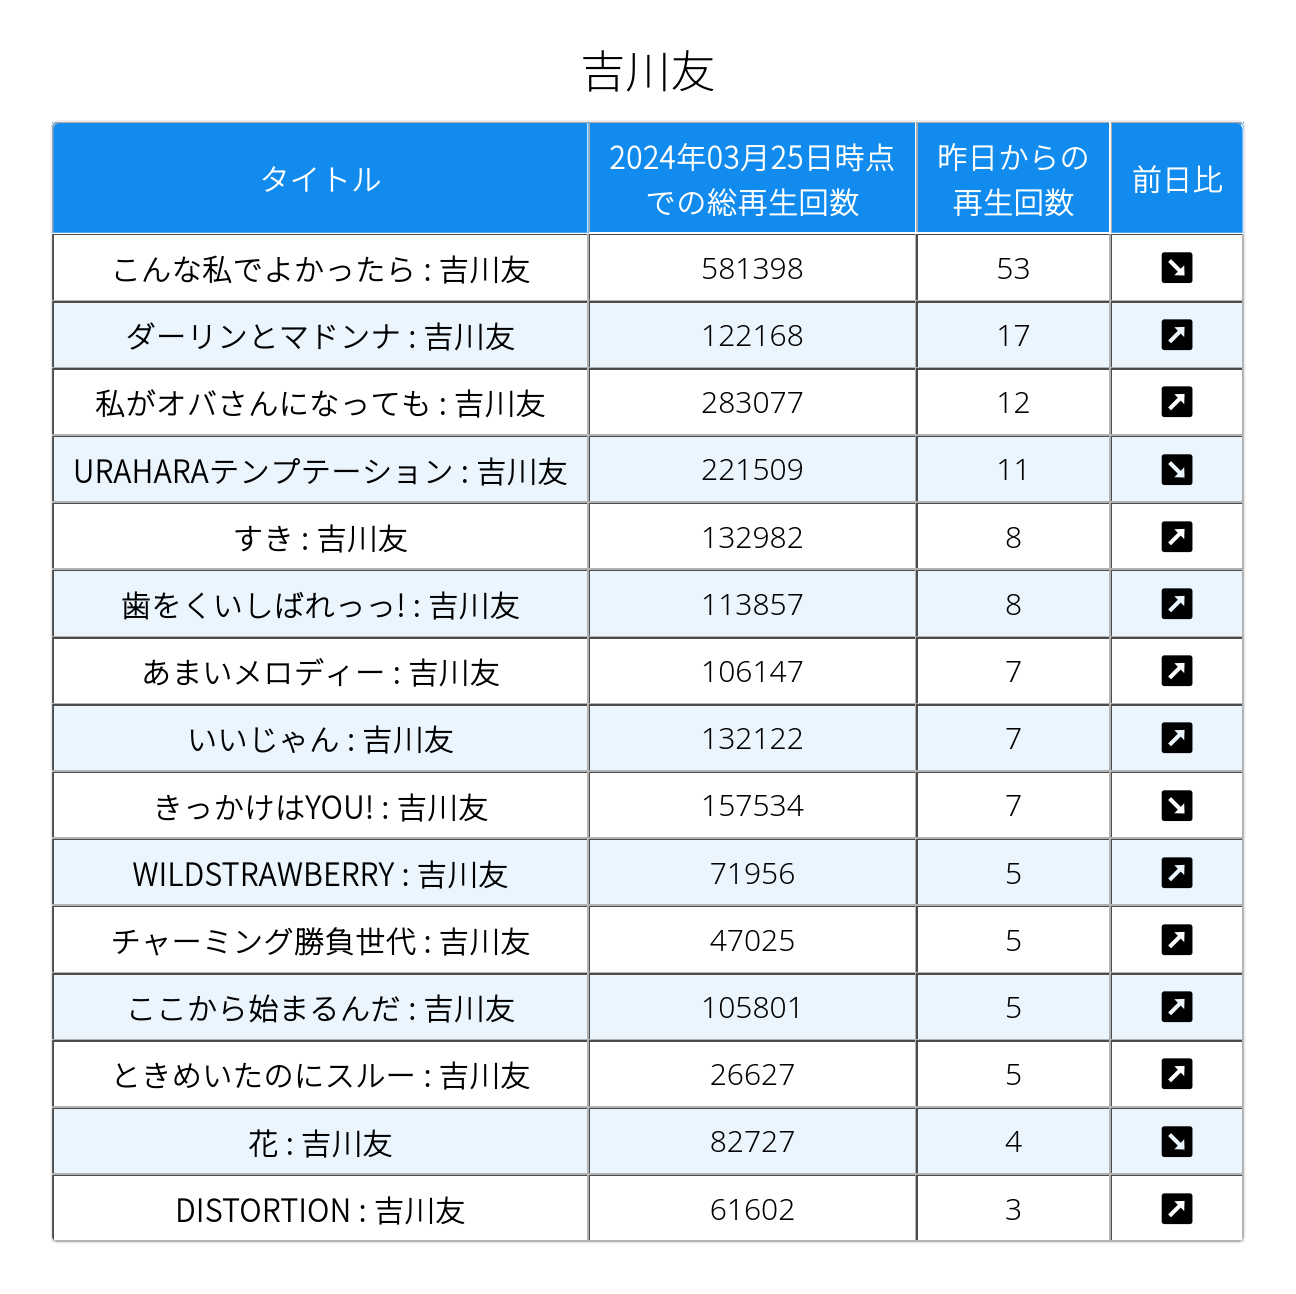 吉川友
タイトル
2024年03月25日時点
での総再生回数
昨日からの
再生回数
前日比
こんな私でよかったら : 吉川友 581398 53 ↘
ダーリンとマドンナ : 吉川友 122168 17 ↗
私がオバさんになっても : 吉川友 283077 12 ↗
URAHARAテンプテーション : 吉川友 221509 11 ↘
すき : 吉川友 132982 8 ↗
歯をくいしばれっっ! : 吉川友 113857 8 ↗
あまいメロディー : 吉川友 106147 7 ↗
いいじゃん : 吉川友 132122 7 ↗
きっかけはYOU! : 吉川友 157534 7 ↘
WILDSTRAWBERRY : 吉川友 71956 5 ↗
チャーミング勝負世代 : 吉川友 47025 5 ↗
ここから始まるんだ : 吉川友 105801 5 ↗
ときめいたのにスルー : 吉川友 26627 5 ↗
花 : 吉川友 82727 4 ↘
DISTORTION : 吉川友 61602 3 ↗